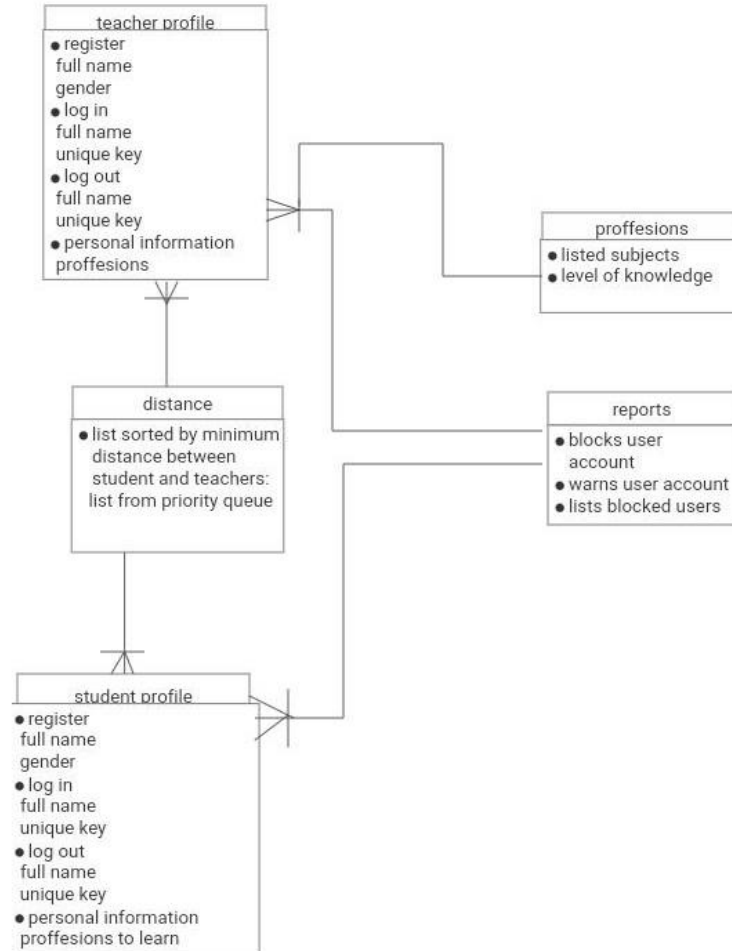 teacher profile
● register
full name
gender
● log in
full name
unique key
● log out
full name
unique key
● personal information
proffesions
proffesions
● listed subjects
● level of knowledge
distance
● list sorted by minimum
distance between
student and teachers:
list from priority queue
reports
● blocks user
account
● warns user account
● lists blocked users
student profile
● register
full name
gender
● log in
full name
unique key
● log out
full name
unique key
● personal information
proffesions to learn